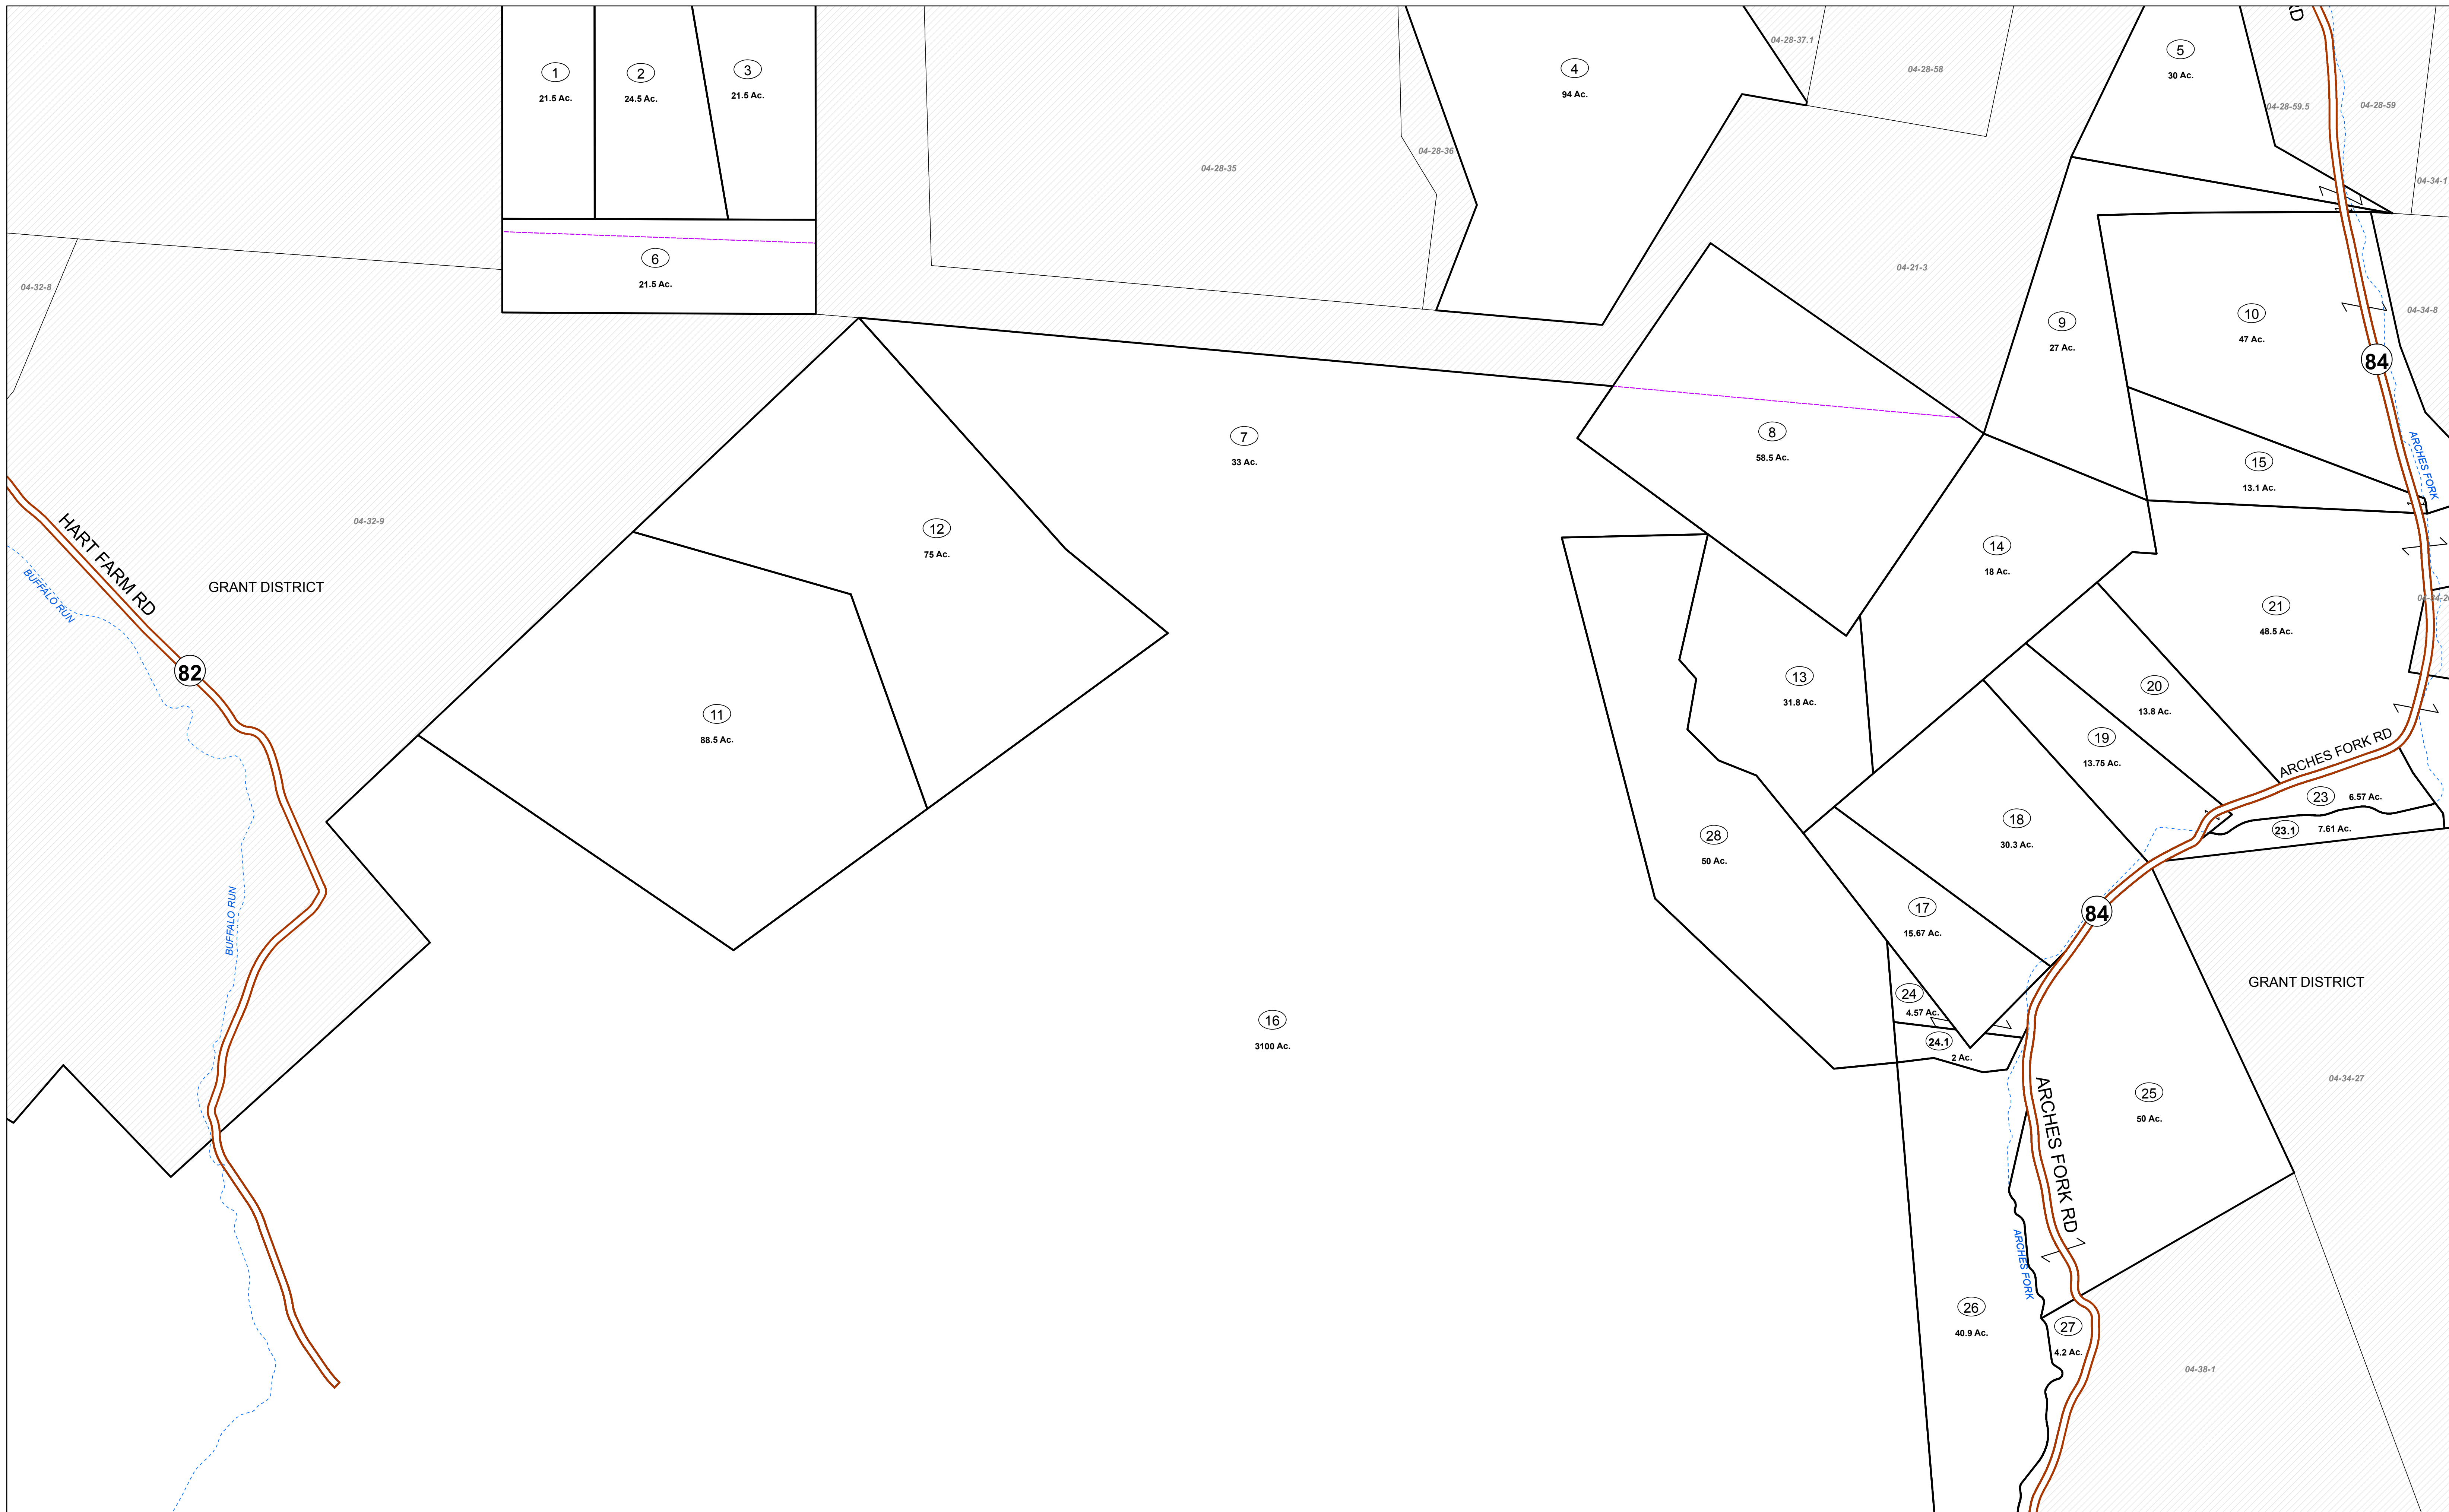 RD
1
21.5 Ac.
2
24.5 Ac.
3
21.5 Ac.
4
94 Ac.
04-28-37.1
04-28-58
5
30 Ac.
04-28-59.5
04-28-59
04-28-35
04-28-36
04-34-1
6
21.5 Ac.
04-32-8
04-21-3
04-34-8
9
27 Ac.
10
47 Ac.
84
7
33 Ac.
8
58.5 Ac.
15
13.1 Ac.
ARCHES FORK
04-32-9
HART FARM RD
BUFFALO RUN
GRANT DISTRICT
82
12
75 Ac.
14
18 Ac.
21
48.5 Ac.
11
88.5 Ac.
13
31.8 Ac.
20
13.8 Ac.
19
13.75 Ac.
ARCHES FORK RD
23
6.57 Ac.
23.1
7.61 Ac.
18
30.3 Ac.
28
50 Ac.
17
15.67 Ac.
84
BUFFALO RUN
GRANT DISTRICT
24
4.57 Ac.
24.1
2 Ac.
16
3100 Ac.
04-34-27
25
50 Ac.
ARCHES FORK RD
ARCHES FORK
26
40.9 Ac.
27
4.2 Ac.
04-38-1